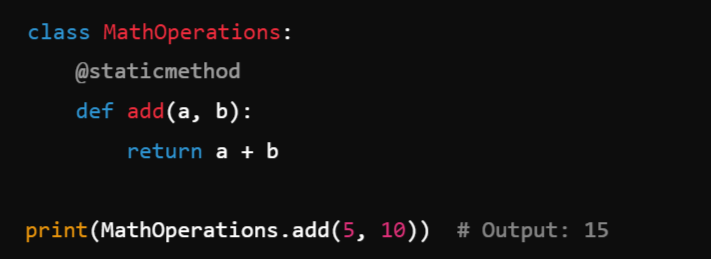 class MathOperations:
    @staticmethod
    def add(a, b):
        return a + b
print(MathOperations.add(5, 10))  # Output: 15